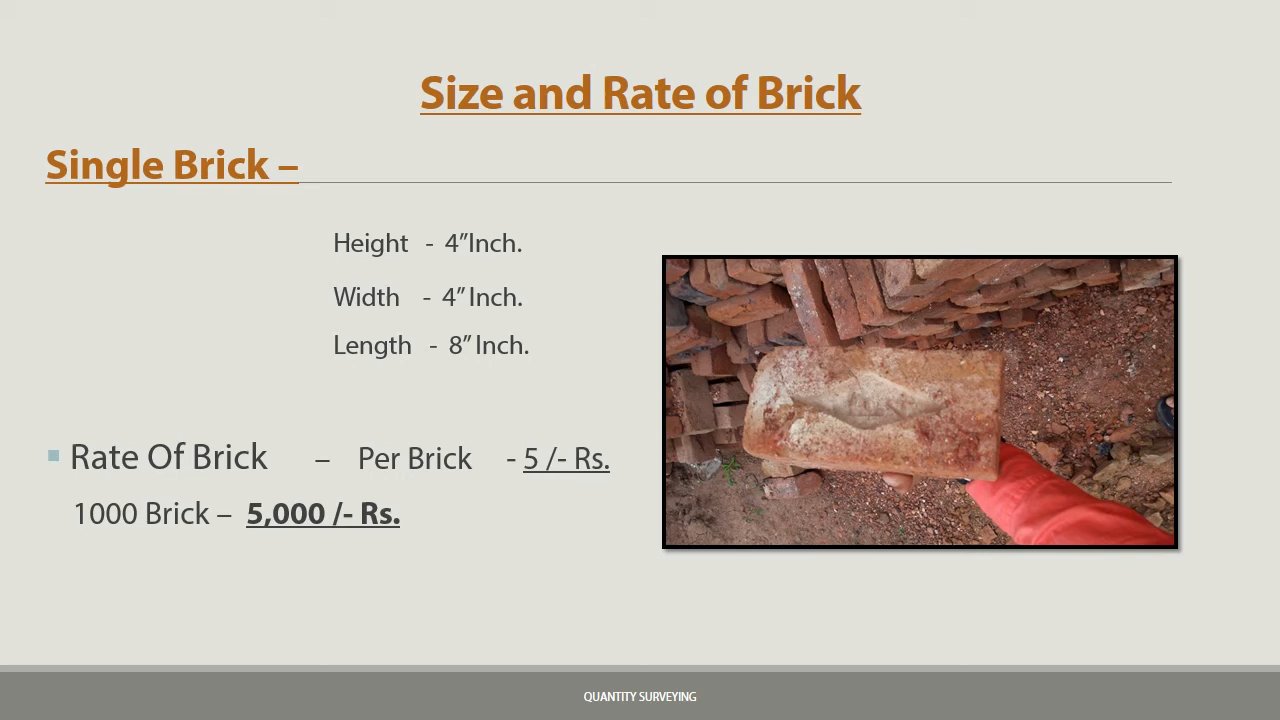 Size and Rate of Brick
Single Brick –
Height - 4”Inch.
Width - 4” Inch.
Length - 8” Inch.
Rate Of Brick – Per Brick - 5 /- Rs.
1000 Brick – 5,000 /- Rs.
QUANTITY SURVEYING